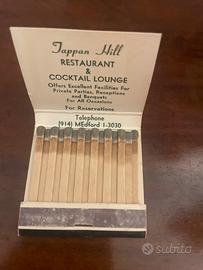 Tappan Hill
RESTAURANT
&
COCKTAIL LOUNGE
Offers Excellent Facilities For
Private Parties, Receptions
and Banquets
For All Occasions
For Reservations
Telephone
(914) MEdford 1-3030
subito